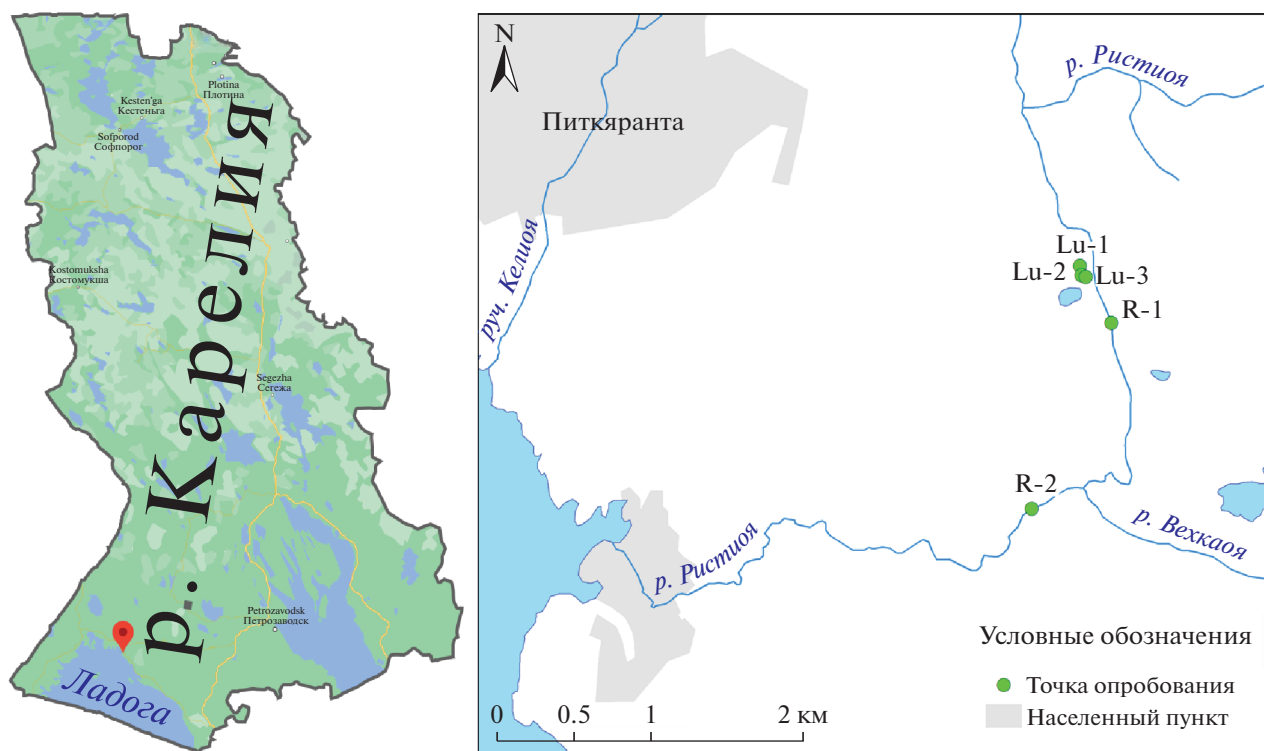 Plotina
Плотина
Kesten'ga
Кестеньга
Sofporod
Софпорог
Kostomuksha
Костомукша
Segezha
Сегежа
Petrozavodsk
Петрозаводск
р. Карелия
Ладога
N
Питкяранта
р. Ристиоя
руч. Келиоя
Lu-1
Lu-2
Lu-3
R-1
R-2
р. Вехкаоя
р. Ристиоя
Условные обозначения
Точка опробования
Населенный пункт
0 0.5 1 2 км